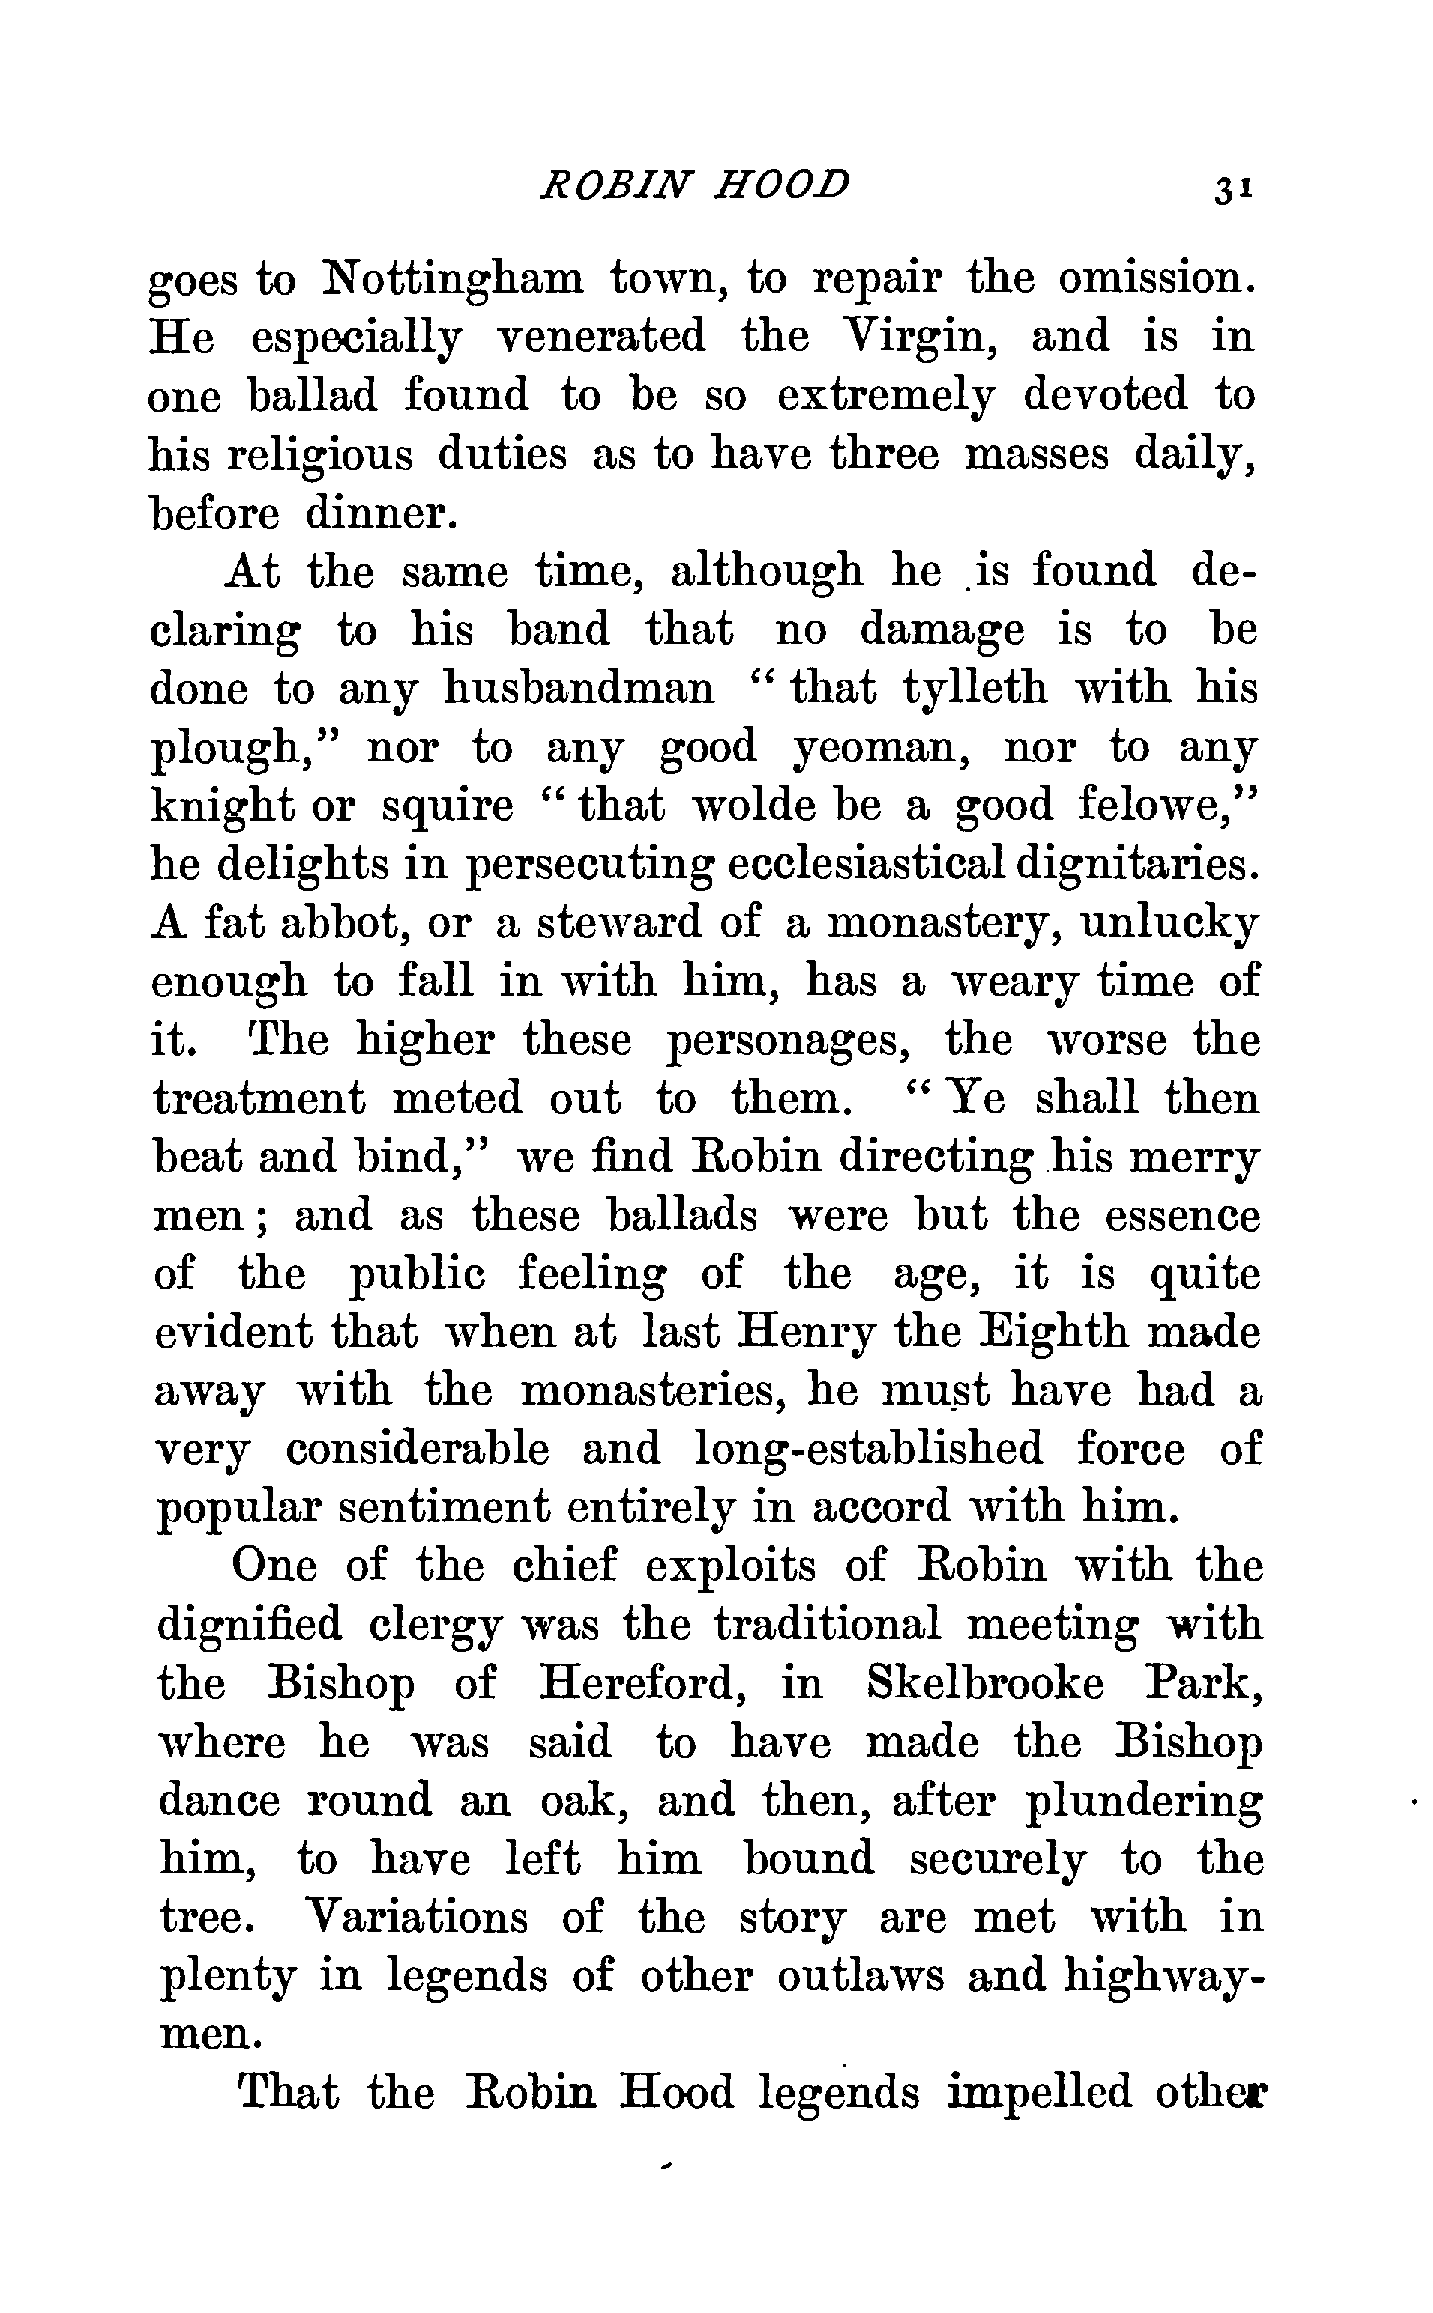 ROBIN HOOD 31
goes to Nottingham town, to repair the omission.
He especially venerated the Virgin, and is in
one ballad found to be so extremely devoted to
his religious duties as to have three masses daily,
before dinner.
At the same time, although he is found de-
claring to his band that no damage is to be
done to any husbandman “ that tylleth with his
plough,” nor to any good yeoman, nor to any
knight or squire “ that wolde be a good felowe,”
he delights in persecuting ecclesiastical dignitaries.
A fat abbot, or a steward of a monastery, unlucky
enough to fall in with him, has a weary time of
it. The higher these personages, the worse the
treatment meted out to them. “ Ye shall then
beat and bind,” we find Robin directing his merry
men ; and as these ballads were but the essence
of the public feeling of the age, it is quite
evident that when at last Henry the Eighth made
away with the monasteries, he must have had a
very considerable and long-established force of
popular sentiment entirely in accord with him.
One of the chief exploits of Robin with the
dignified clergy was the traditional meeting with
the Bishop of Hereford, in Skelbrooke Park,
where he was said to have made the Bishop
dance round an oak, and then, after plundering
him, to have left him bound securely to the
tree. Variations of the story are met with in
plenty in legends of other outlaws and highway-
men.
That the Robin Hood legends impelled other